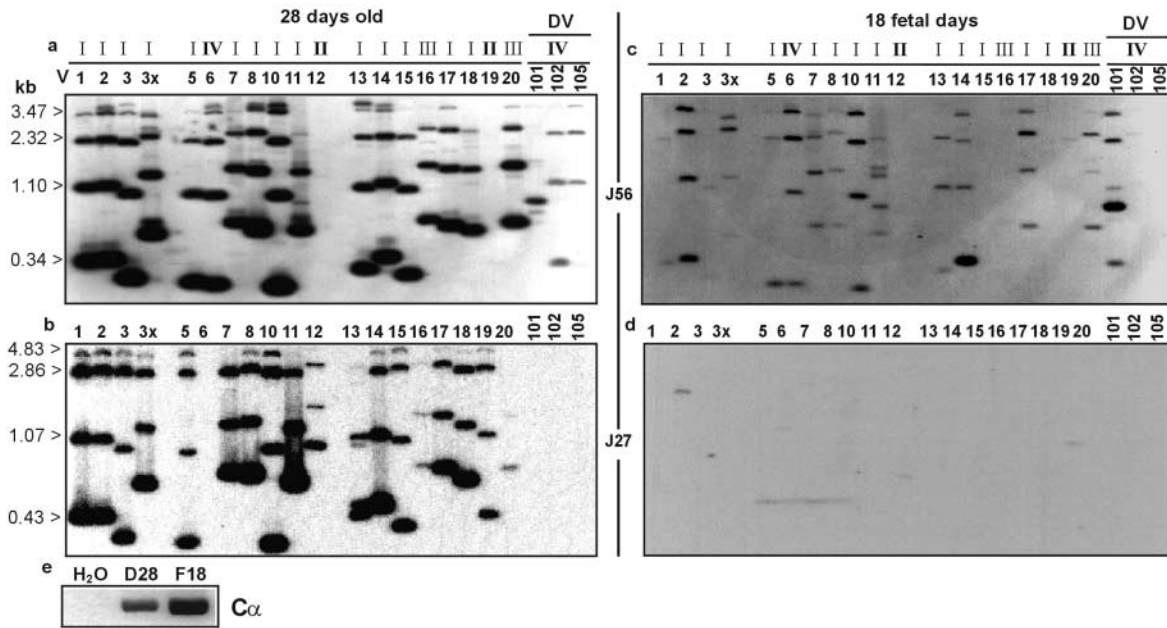 28 days old
DV
18 fetal days
DV
a I I I I I IV I I I I II I I I III I I II III IV
c I I I I I IV I I I I II I I I III I I II III IV
V 1 2 3 3x 5 6 7 8 10 11 12 13 14 15 16 17 18 19 20 101 102 105
1 2 3 3x 5 6 7 8 10 11 12 13 14 15 16 17 18 19 20 101 102 105
kb
3.47 >
2.32 >
1.10 >
0.34 >
J56
b 1 2 3 3x 5 6 7 8 10 11 12 13 14 15 16 17 18 19 20 101 102 105
d 1 2 3 3x 5 6 7 8 10 11 12 13 14 15 16 17 18 19 20 101 102 105
4.83 >
2.86 >
1.07 >
0.43 >
J27
e
H₂O D28 F18
Cα